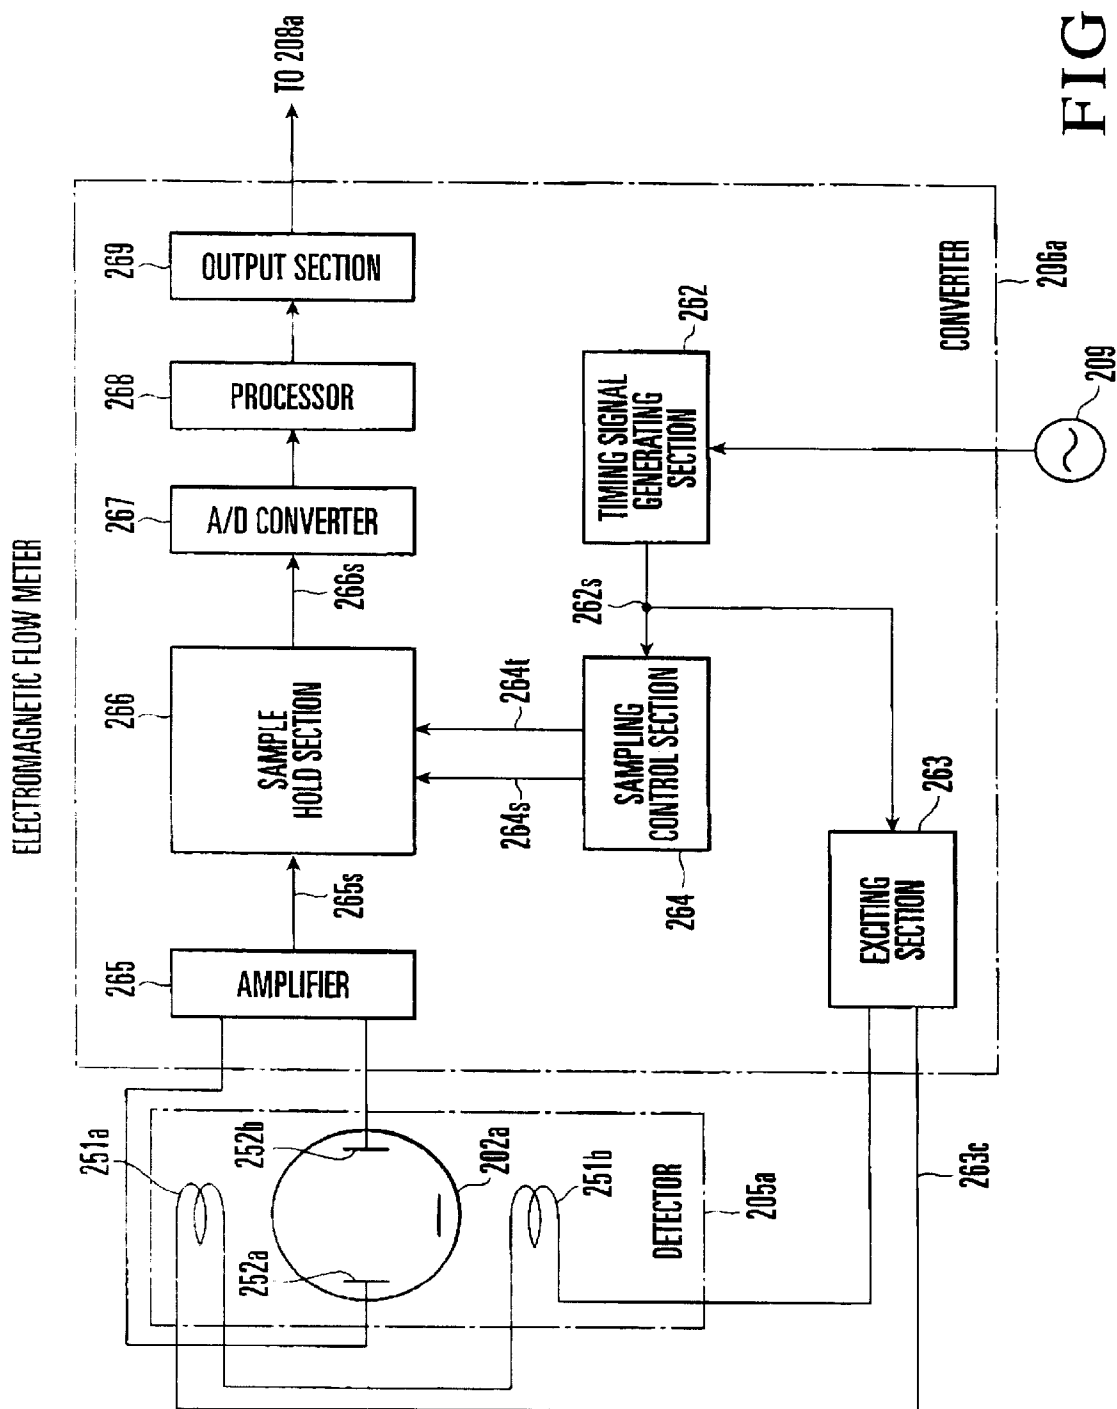 ELECTROMAGNETIC FLOW METER
265
AMPLIFIER
265s
266
SAMPLE
HOLD SECTION
266s
267
A/D CONVERTER
268
PROCESSOR
269
OUTPUT SECTION
TO 208a
264s
264t
264
SAMPLING
CONTROL SECTION
262s
262
TIMING SIGNAL
GENERATING
SECTION
263
EXCITING
SECTION
CONVERTER
206a
209
251a
252a
252b
202a
251b
DETECTOR
205a
263c
FIG